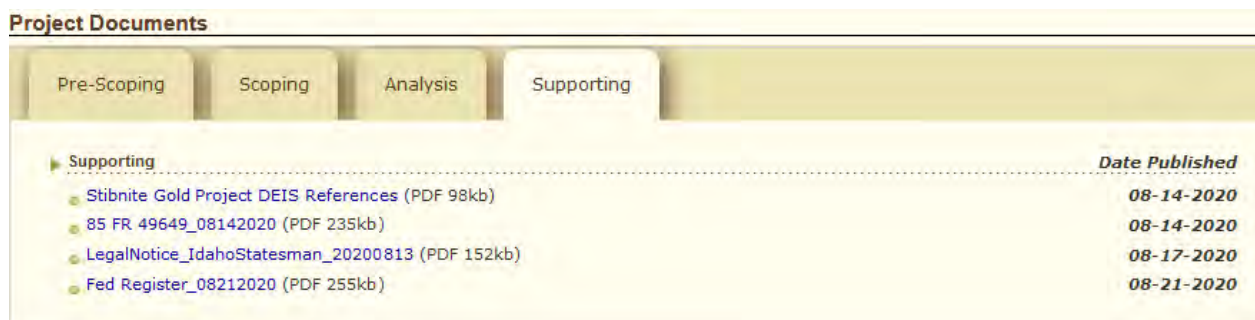 Project Documents
Pre-Scoping Scoping Analysis Supporting
Supporting Date Published
Stibnite Gold Project DEIS References (PDF 98kb) 08-14-2020
85 FR 49649_08142020 (PDF 235kb) 08-14-2020
LegalNotice_IdahoStatesman_20200813 (PDF 152kb) 08-17-2020
Fed Register_08212020 (PDF 255kb) 08-21-2020